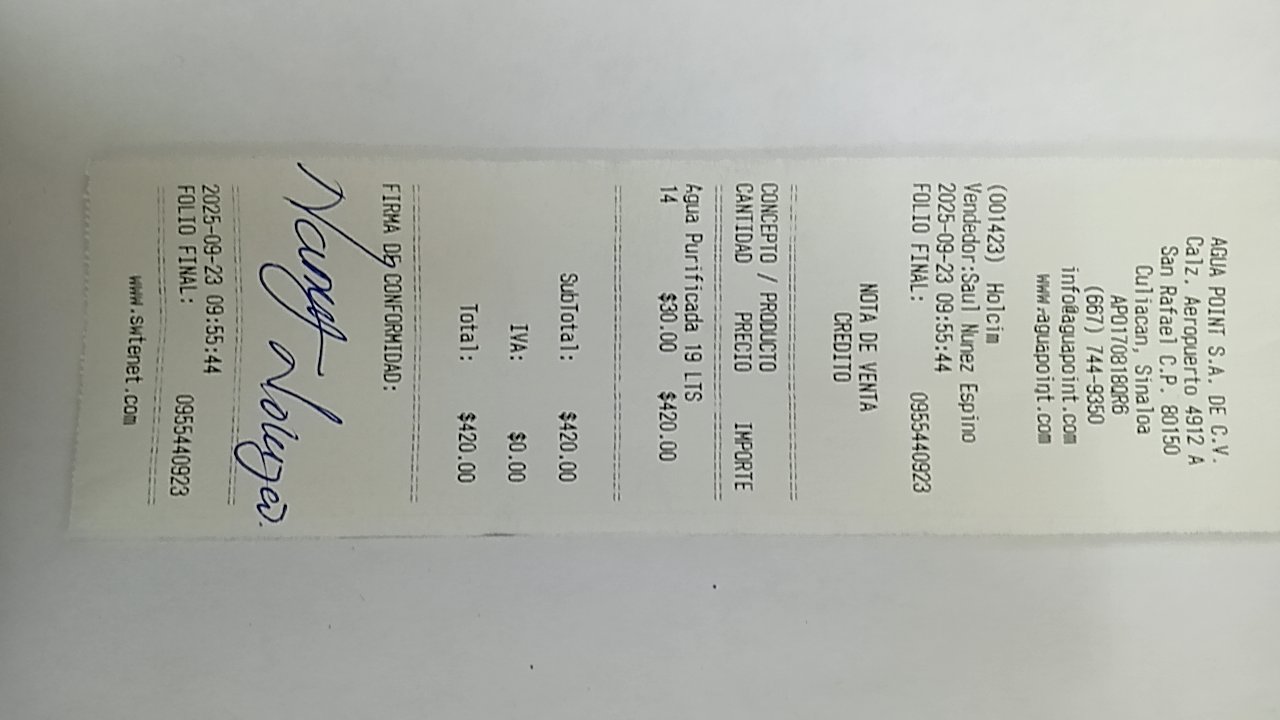 AGUA POINT S.A. DE C.V.
Calz. Aeropuerto 4912 A
San Rafael C.P. 80150
Culiacan, Sinaloa
APO170818QR6
(667) 744-9350
info@aguapoint.com
www.aguapoint.com
(001423) Holcim
Vendedor:Saul Nunez Espino
2025-09-23 09:55:44
FOLIO FINAL: 0955440923
NOTA DE VENTA
CREDITO
CONCEPTO / PRODUCTO
CANTIDAD PRECIO IMPORTE
Agua Purificada 19 LTS
14 $30.00 $420.00
SubTotal: $420.00
IVA: $0.00
Total: $420.00
FIRMA DE CONFORMIDAD:
2025-09-23 09:55:44
FOLIO FINAL: 0955440923
www.swtenet.com